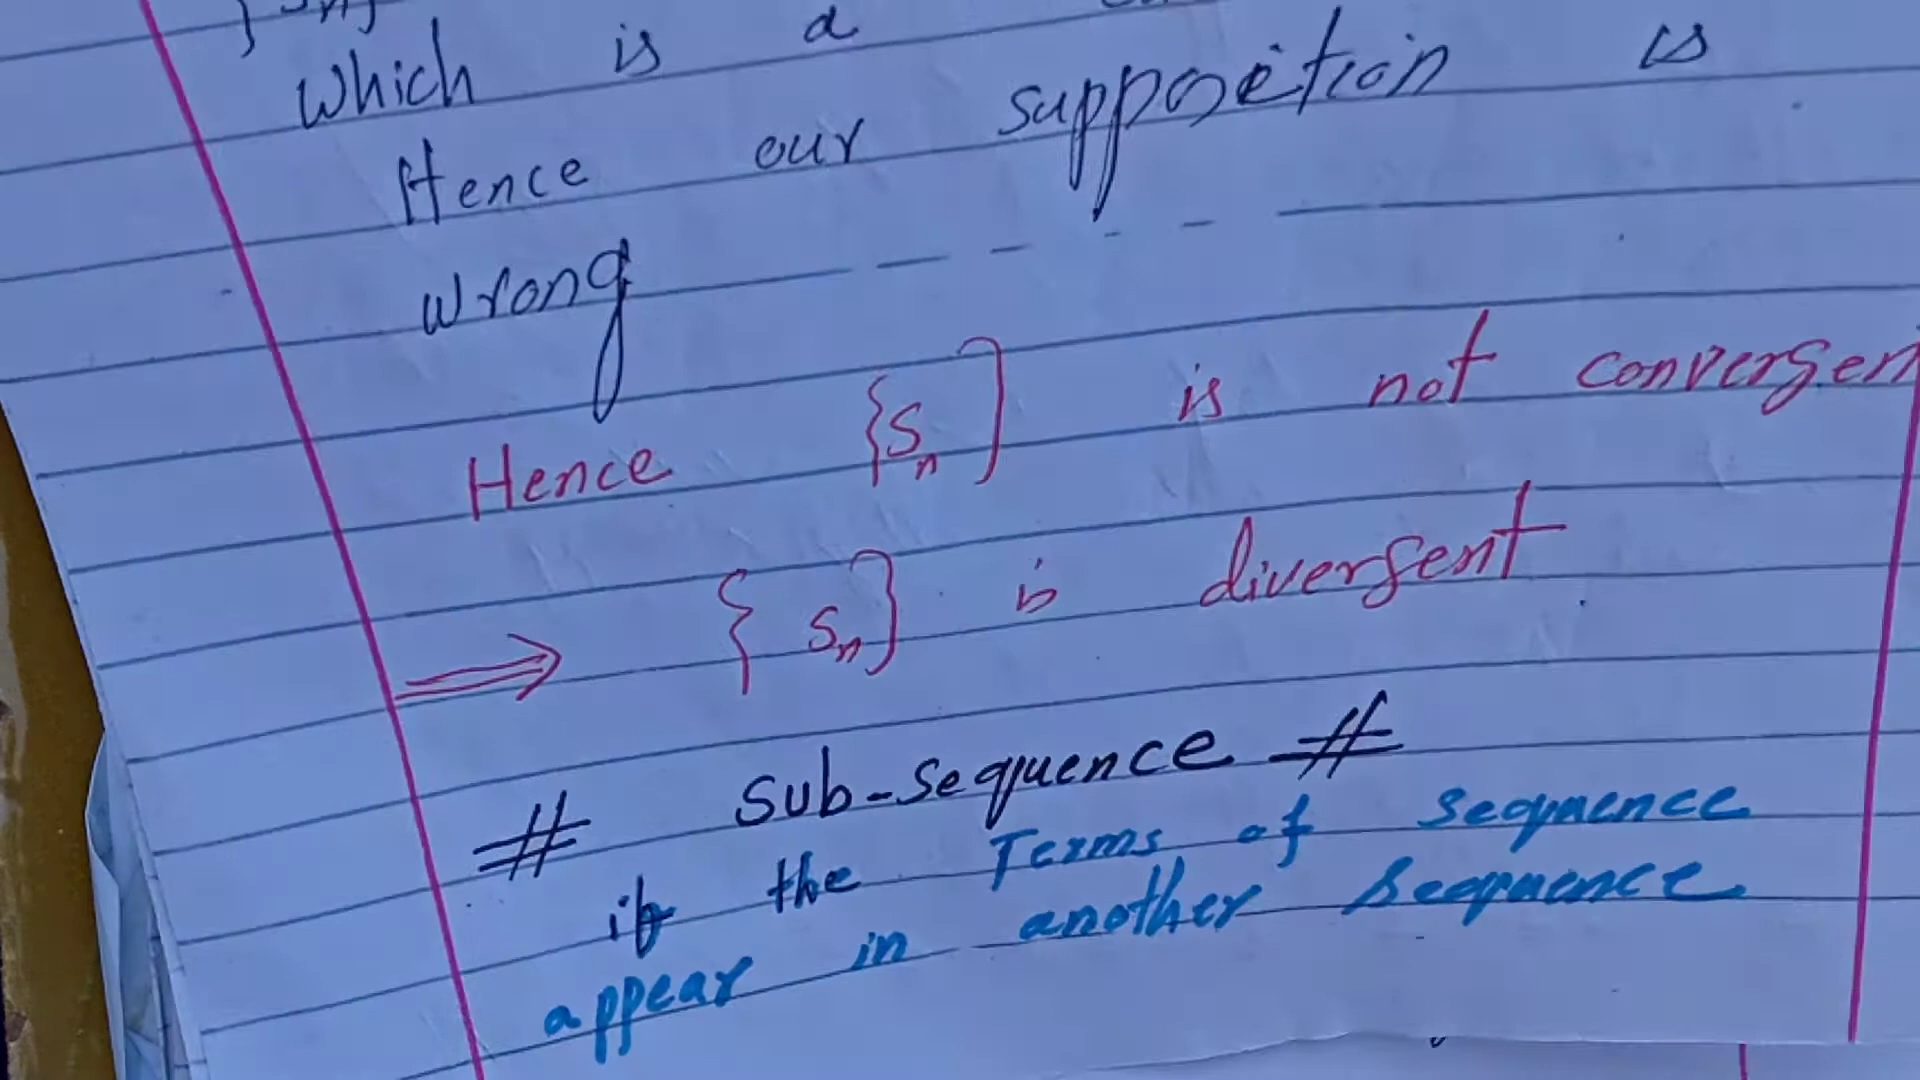 Which is a
Hence our supposition is
wrong
Hence {Sn} is not convergen
⟹ {Sn} is divergent
# Sub-Sequence #
if the Terms of Sequence
appear in another Sequence